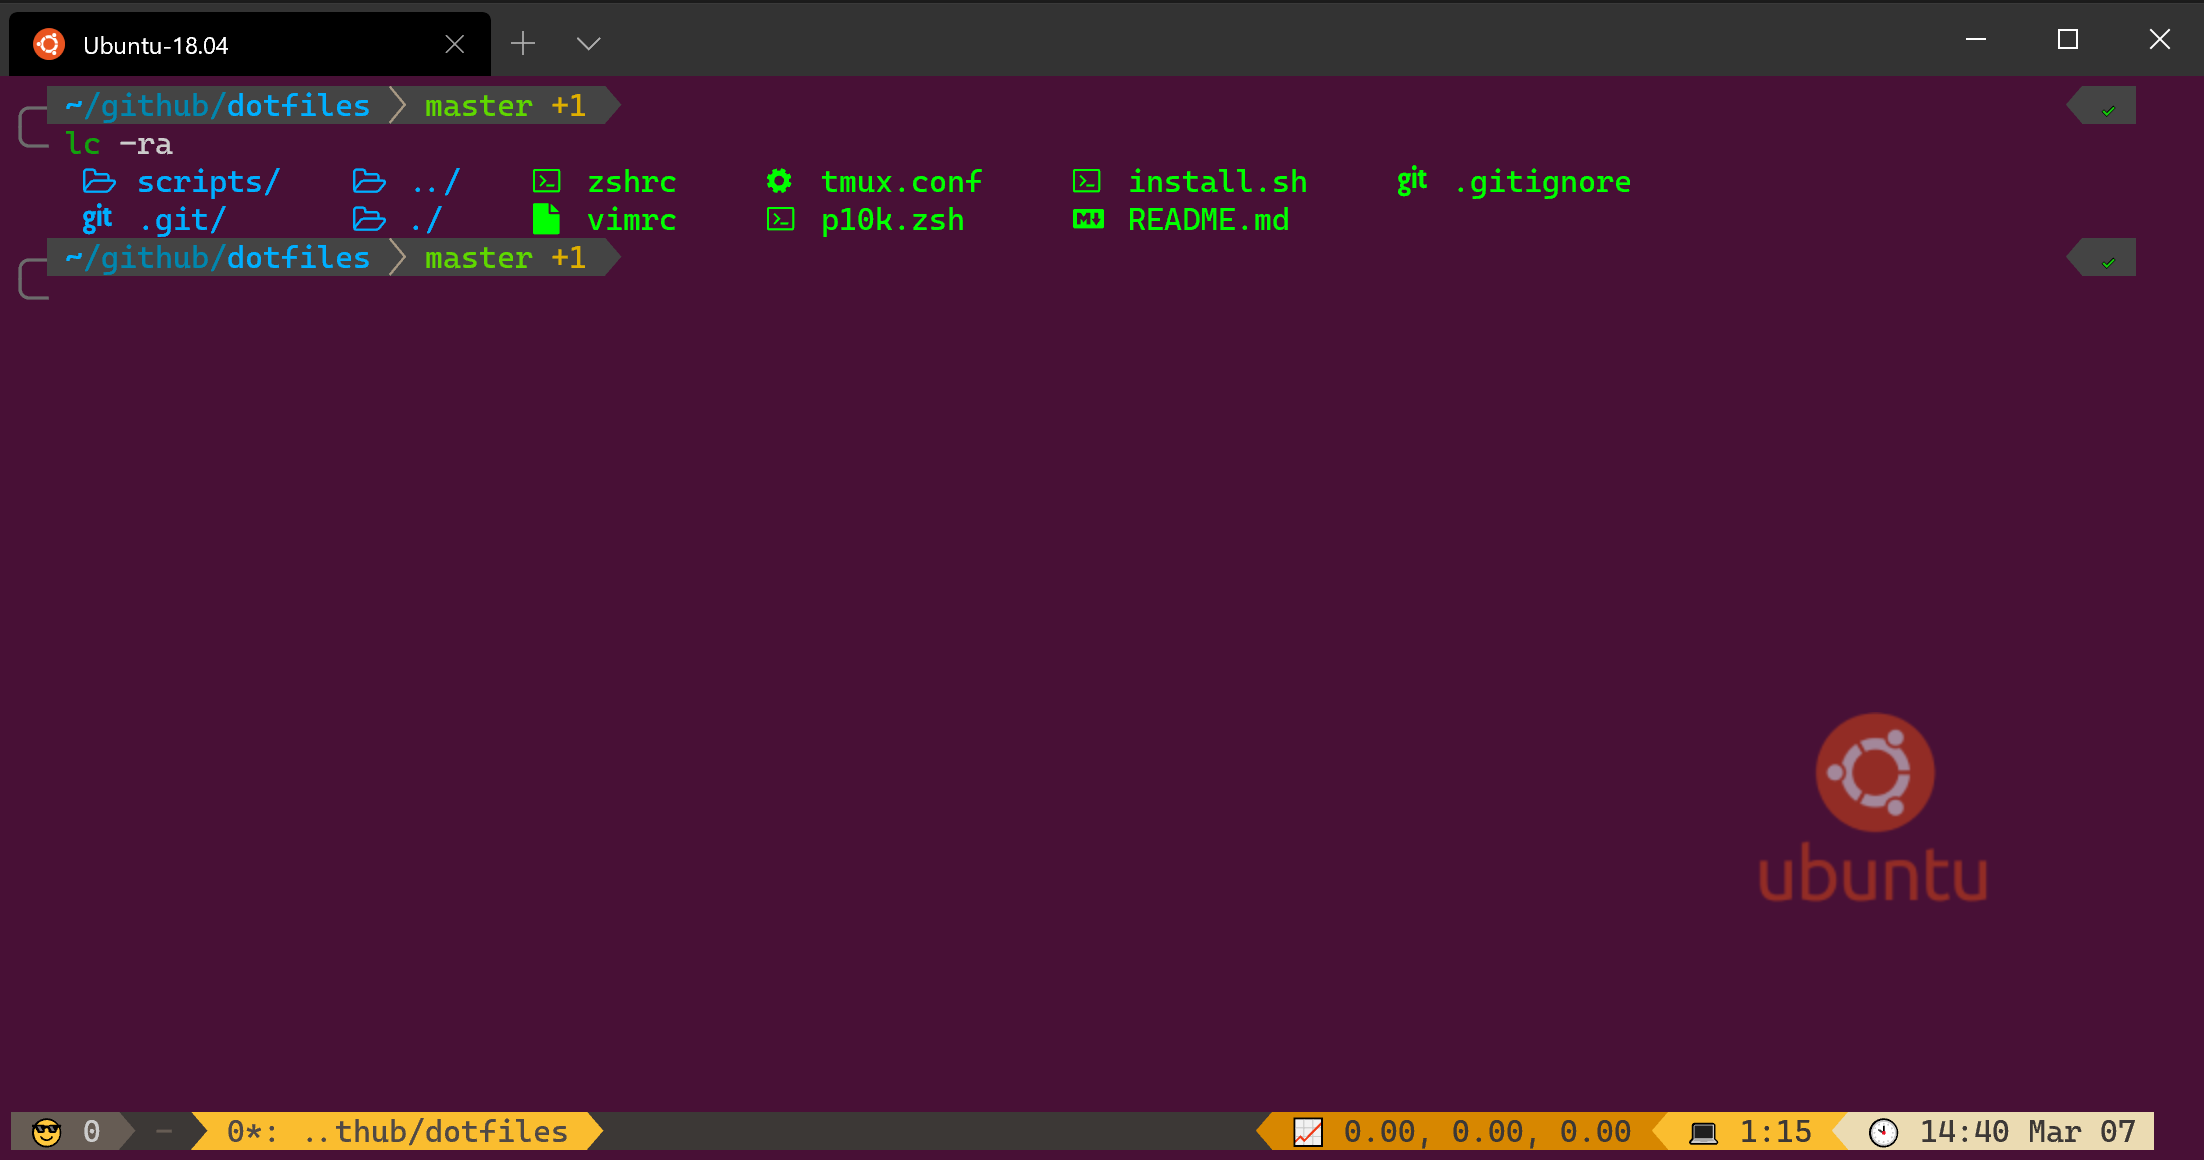 Ubuntu-18.04
~/github/dotfiles master +1 ✓
lc -ra
scripts/ ../ zshrc tmux.conf install.sh git .gitignore
git .git/ ./ vimrc p10k.zsh M↓ README.md
~/github/dotfiles master +1 ✓
ubuntu
0 - 0*: ..thub/dotfiles 0.00, 0.00, 0.00 1:15 14:40 Mar 07